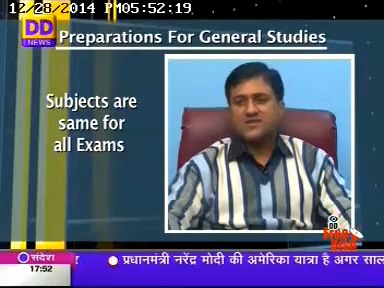 12/28/2014 PM05:52:19
DD
NEWS
Preparations For General Studies
Subjects are
same for
all Exams
DD
संदेश
17:52
र प्रधानमंत्री नरेंद्र मोदी की अमेरिका यात्रा है अगर साल